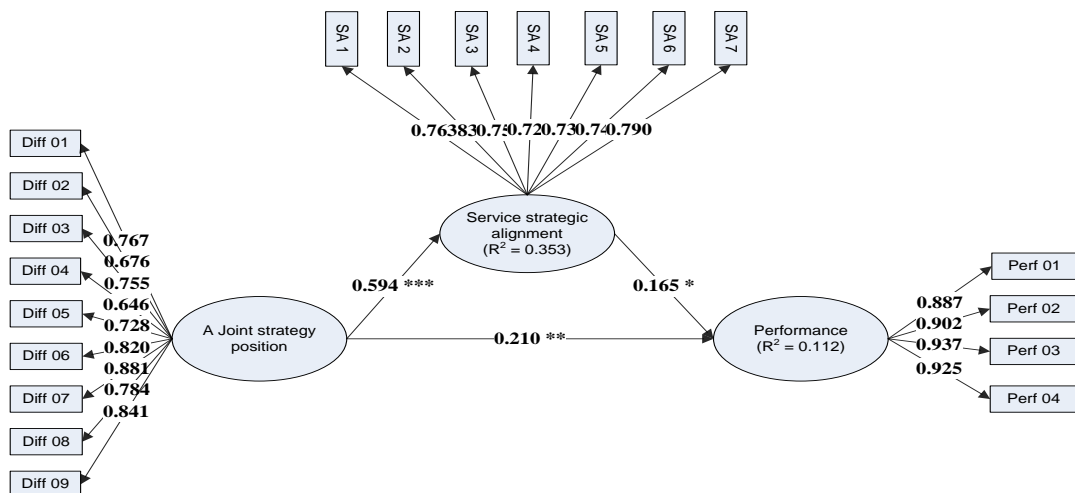 SA 1
SA 2
SA 3
SA 4
SA 5
SA 6
SA 7
0.790
Diff 01
Diff 02
Diff 03
Diff 04
Diff 05
Diff 06
Diff 07
Diff 08
Diff 09
0.767
0.676
0.755
0.646
0.728
0.820
0.881
0.784
0.841
Service strategic
alignment
(R² = 0.353)
0.594 ***
0.165 *
A Joint strategy
position
0.210 **
Performance
(R² = 0.112)
0.887
0.902
0.937
0.925
Perf 01
Perf 02
Perf 03
Perf 04